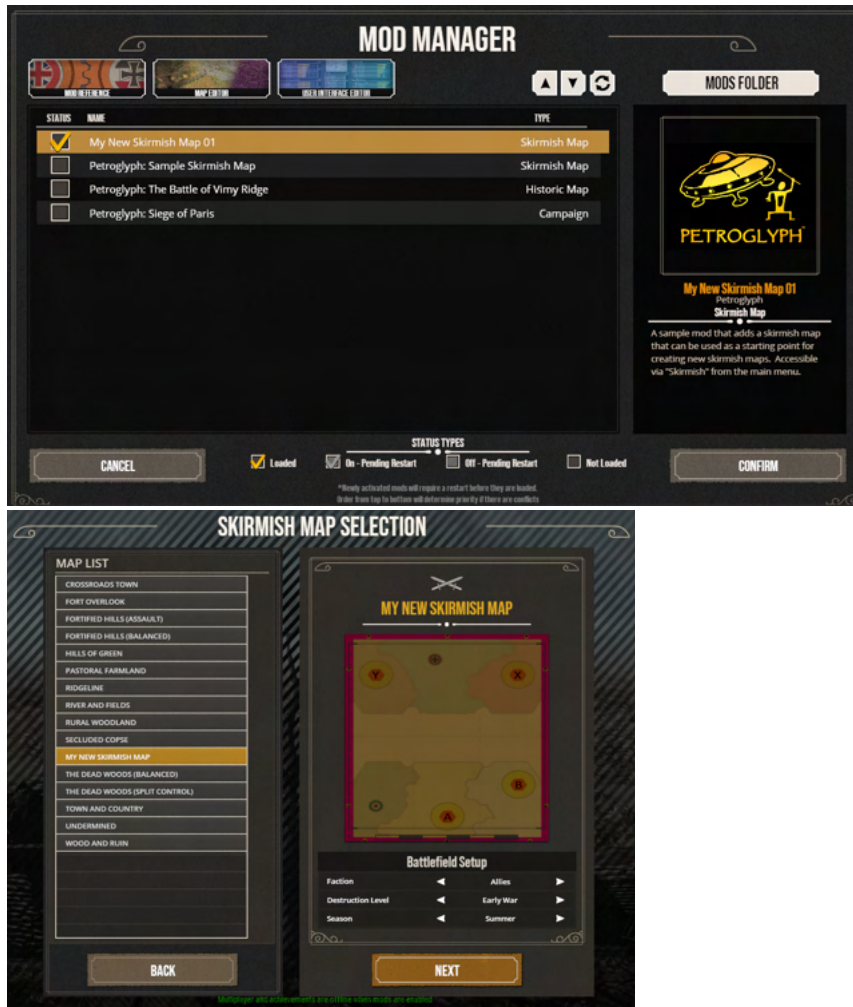 MOD MANAGER
MOD REFERENCE
MAP EDITOR
USER INTERFACE EDITOR
MODS FOLDER
STATUS NAME TYPE
My New Skirmish Map 01 Skirmish Map
Petroglyph: Sample Skirmish Map Skirmish Map
Petroglyph: The Battle of Vimy Ridge Historic Map
Petroglyph: Siege of Paris Campaign
PETROGLYPH
My New Skirmish Map 01
Petroglyph
Skirmish Map
A sample mod that adds a skirmish map
that can be used as a starting point for
creating new skirmish maps. Accessible
via "Skirmish" from the main menu.
STATUS TYPES
CANCEL
Loaded
On - Pending Restart
Off - Pending Restart
Not Loaded
CONFIRM
*Newly activated mods will require a restart before they are loaded.
Order from top to bottom will determine priority if there are conflicts
SKIRMISH MAP SELECTION
MAP LIST
CROSSROADS TOWN
FORT OVERLOOK
FORTIFIED HILLS (ASSAULT)
FORTIFIED HILLS (BALANCED)
HILLS OF GREEN
PASTORAL FARMLAND
RIDGELINE
RIVER AND FIELDS
RURAL WOODLAND
SECLUDED COPSE
MY NEW SKIRMISH MAP
THE DEAD WOODS (BALANCED)
THE DEAD WOODS (SPLIT CONTROL)
TOWN AND COUNTRY
UNDERMINED
WOOD AND RUIN
BACK
MY NEW SKIRMISH MAP
Y
X
B
A
Battlefield Setup
Faction Allies
Destruction Level Early War
Season Summer
NEXT
Multiplayer and achievements are offline when mods are enabled